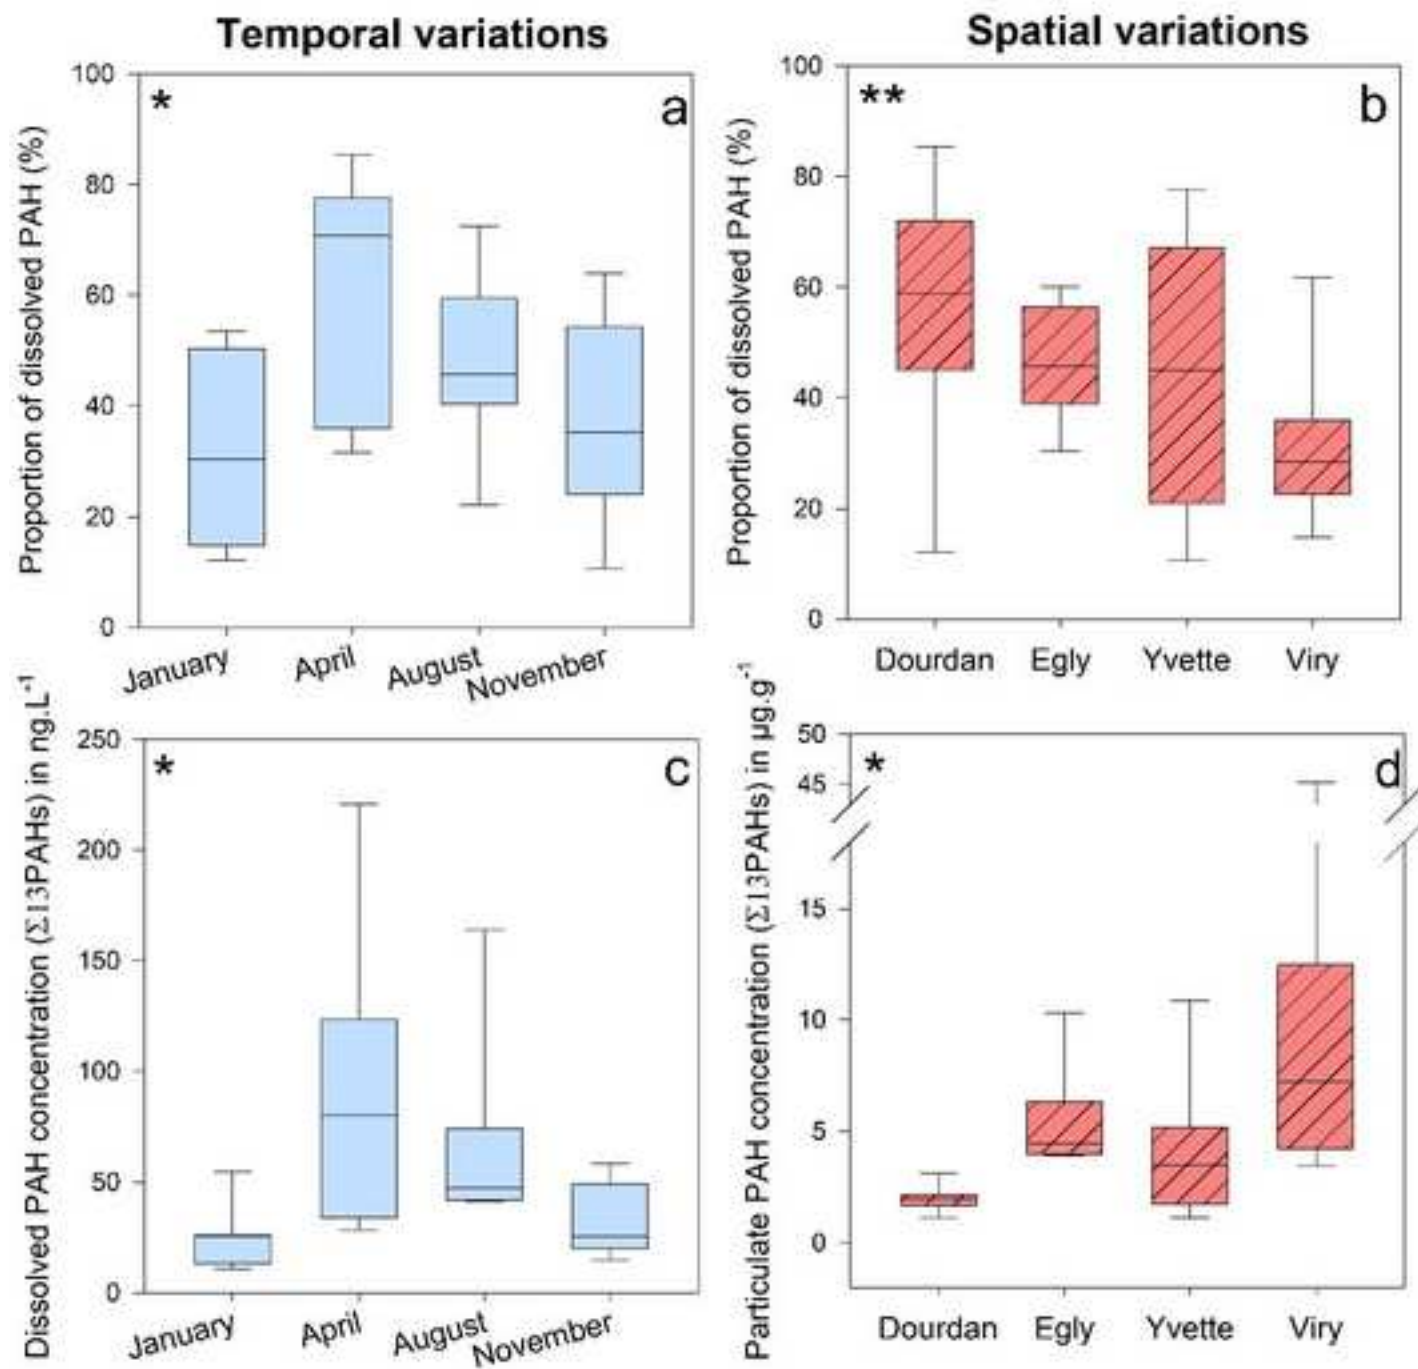 Temporal variations
Spatial variations
Proportion of dissolved PAH (%)
100
80
60
40
20
0
*
a
January
April
August
November
Proportion of dissolved PAH (%)
100
80
60
40
20
0
**
b
Dourdan
Egly
Yvette
Viry
Dissolved PAH concentration (Σ13PAHs) in ng.L⁻¹
250
200
150
100
50
0
*
c
January
April
August
November
Particulate PAH concentration (Σ13PAHs) in µg.g⁻¹
50
45
15
10
5
0
*
d
Dourdan
Egly
Yvette
Viry